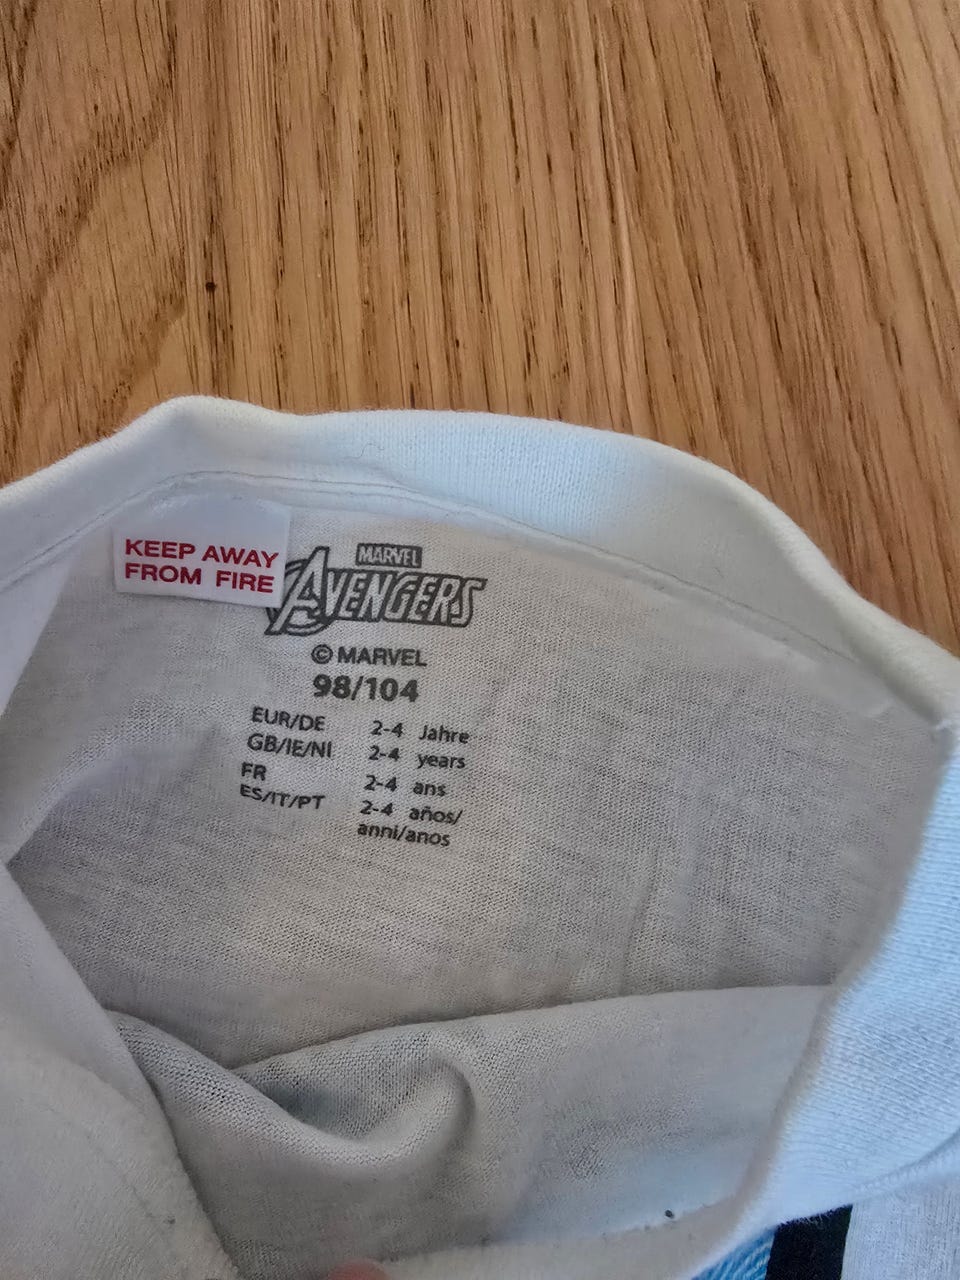 KEEP AWAY
FROM FIRE
MARVEL
AVENGERS
© MARVEL
98/104
EUR/DE 2-4 Jahre
GB/IE/NI 2-4 years
FR 2-4 ans
ES/IT/PT 2-4 años/
anni/anos